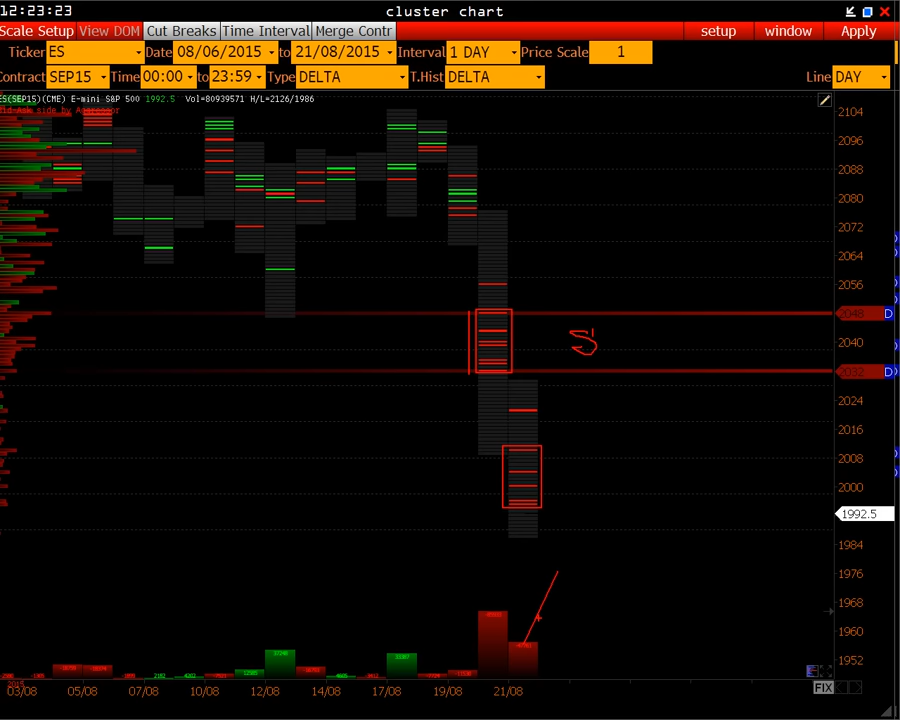 12:23:23 cluster chart
Scale Setup View DOM Cut Breaks Time Interval Merge Contr setup window Apply
Ticker ES Date 08/06/2015 to 21/08/2015 Interval 1 DAY Price Scale 1
Contract SEP15 Time 00:00 to 23:59 Type DELTA T.Hist DELTA Line DAY
ES(SEP15)(CME) E-mini S&P 500 1992.5 Vol=80939571 H/L=2126/1986
side by Aggressor
2104
2096
2088
2080
2072
2064
2056
2048 D
2040
2032 D
2024
2016
2008
2000
1992.5
1984
1976
1968
1960
1952
FIX
2015
03/08 05/08 07/08 10/08 12/08 14/08 17/08 19/08 21/08